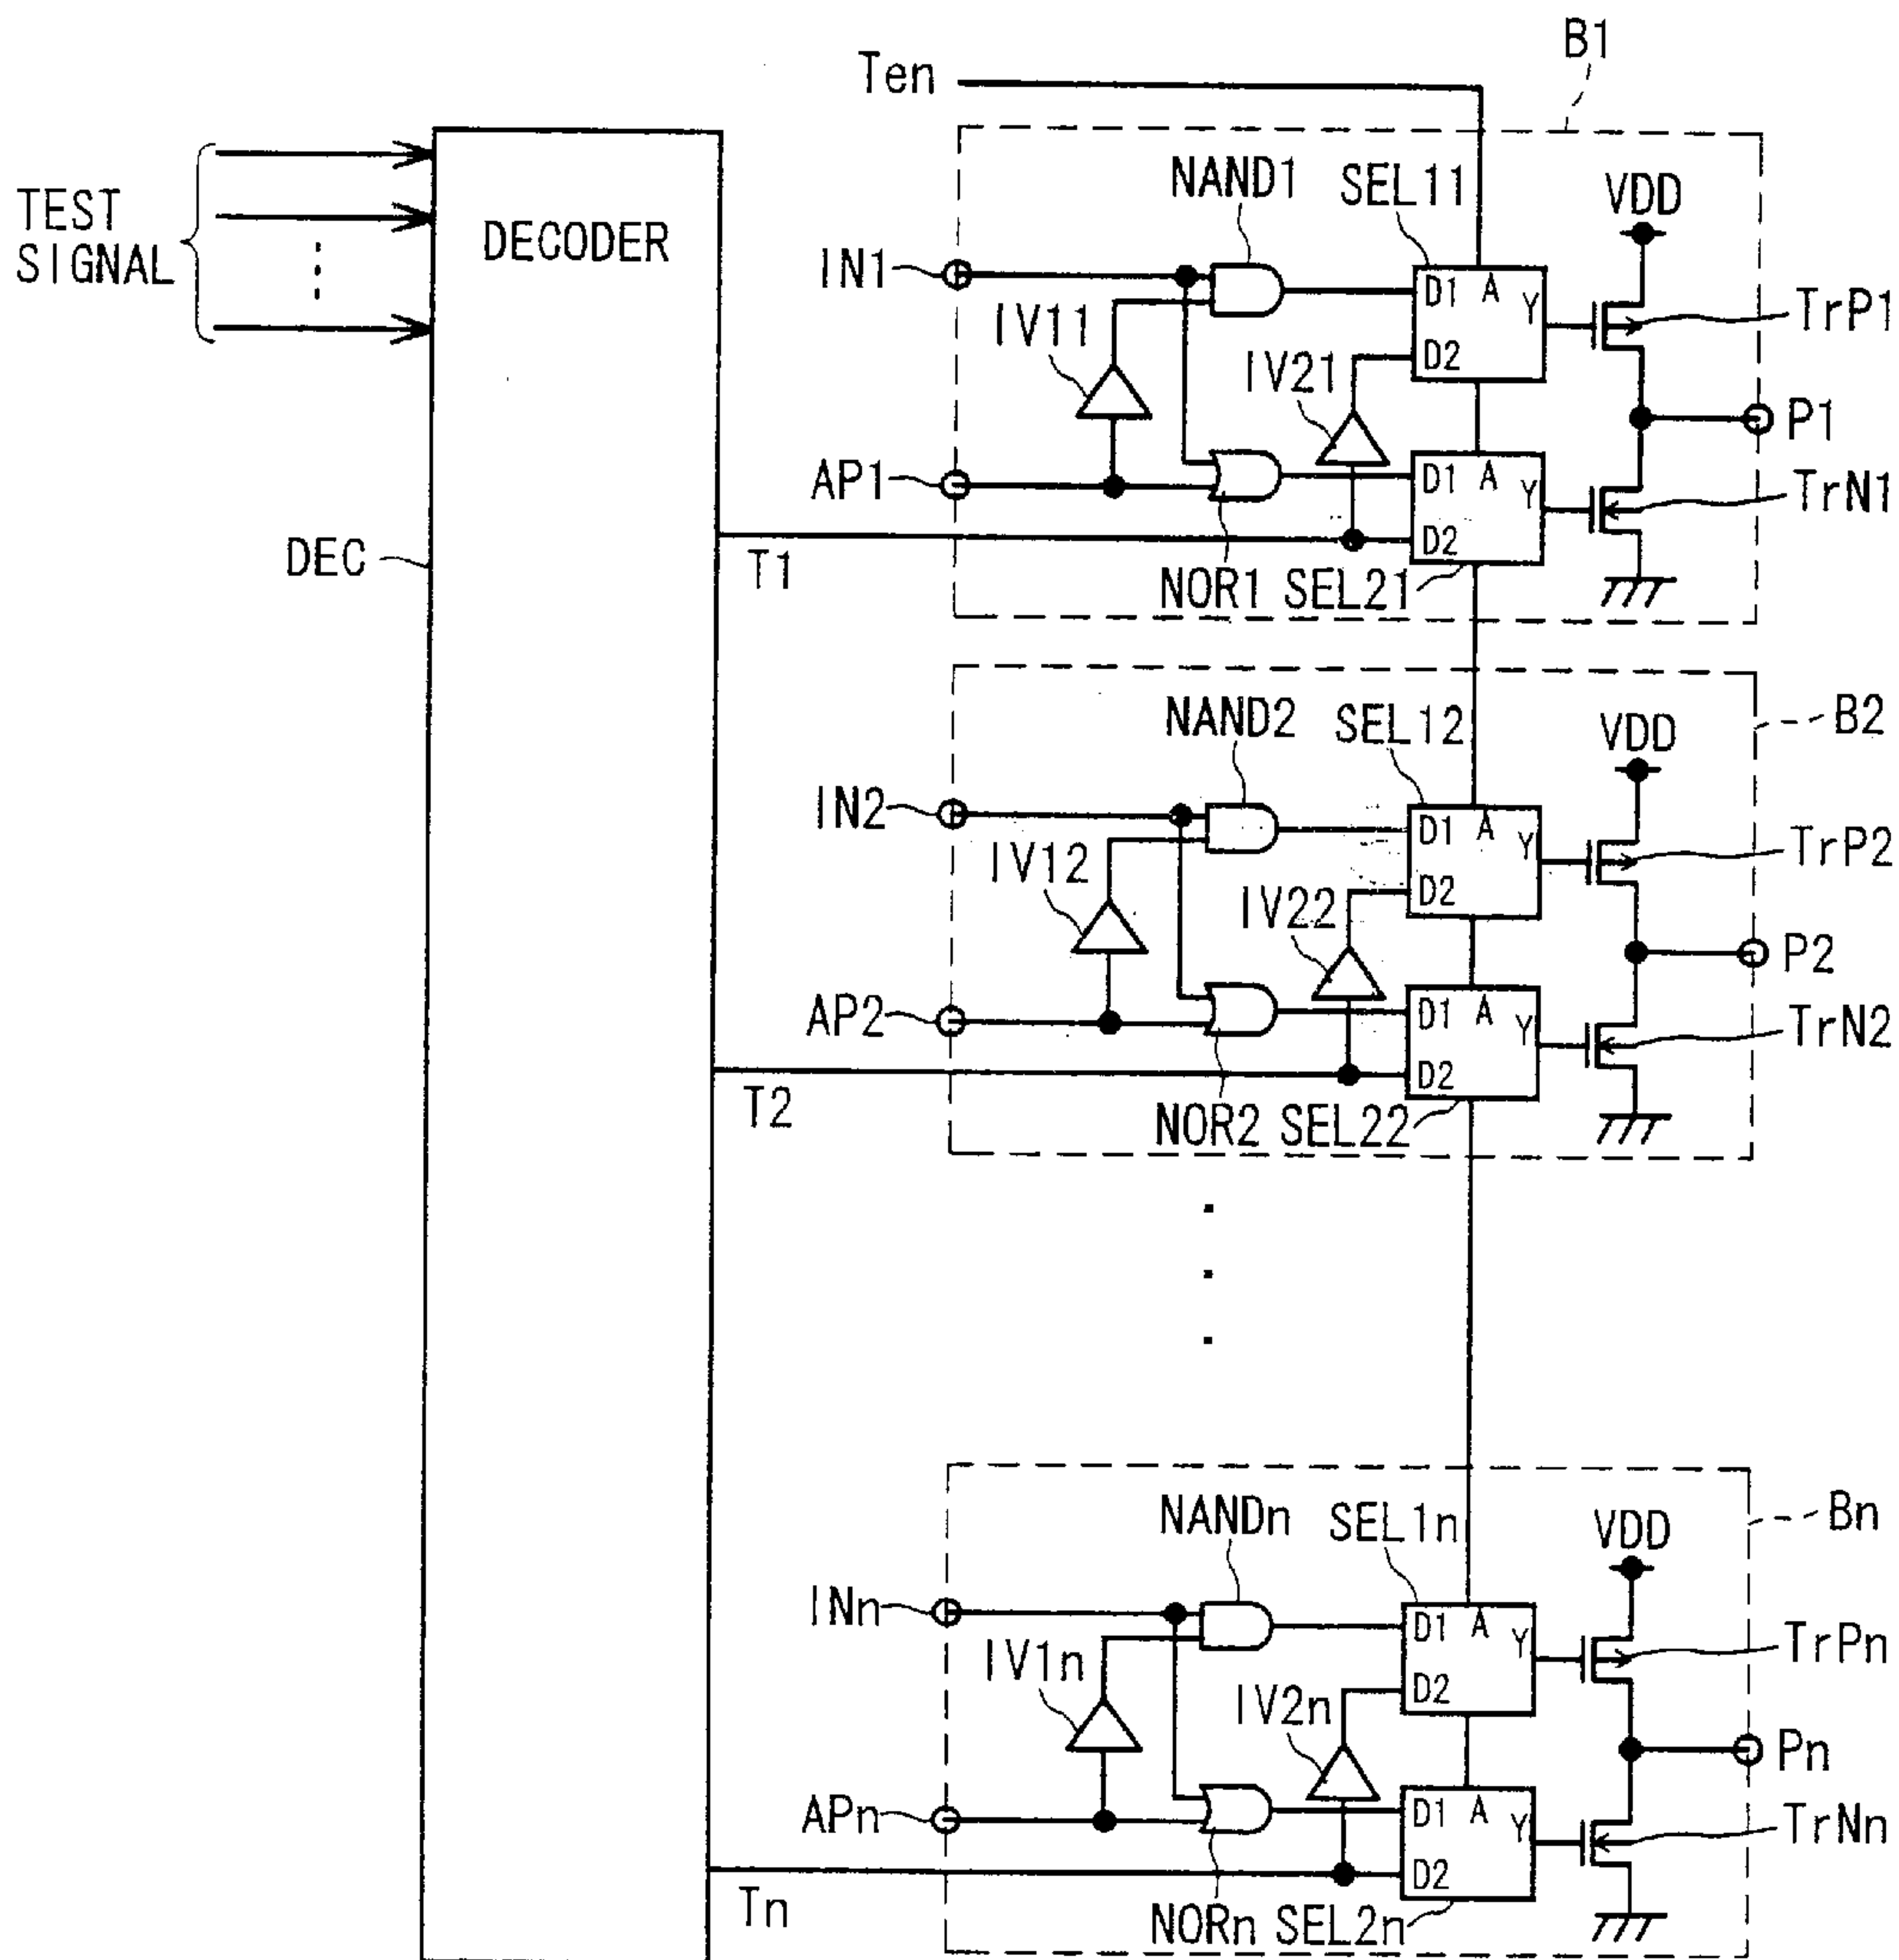 B1
Ten
TEST
SIGNAL
DECODER
DEC
NAND1
SEL11
VDD
IN1
D1
A
Y
D2
TrP1
IV11
IV21
P1
AP1
D1
A
Y
D2
TrN1
T1
NOR1
SEL21
B2
NAND2
SEL12
VDD
IN2
D1
A
Y
D2
TrP2
IV12
IV22
P2
AP2
D1
A
Y
D2
TrN2
T2
NOR2
SEL22
Bn
NANDn
SEL1n
VDD
INn
D1
A
Y
D2
TrPn
IV1n
IV2n
Pn
APn
D1
A
Y
D2
TrNn
Tn
NORn
SEL2n